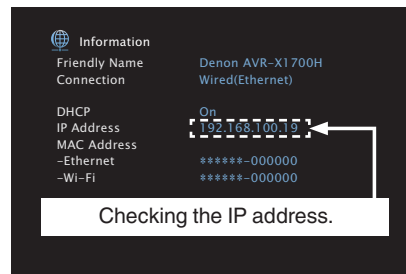 Information
Friendly Name Denon AVR-X1700H
Connection Wired(Ethernet)
DHCP On
IP Address 192.168.100.19
MAC Address
-Ethernet ******-000000
-Wi-Fi ******-000000
Checking the IP address.